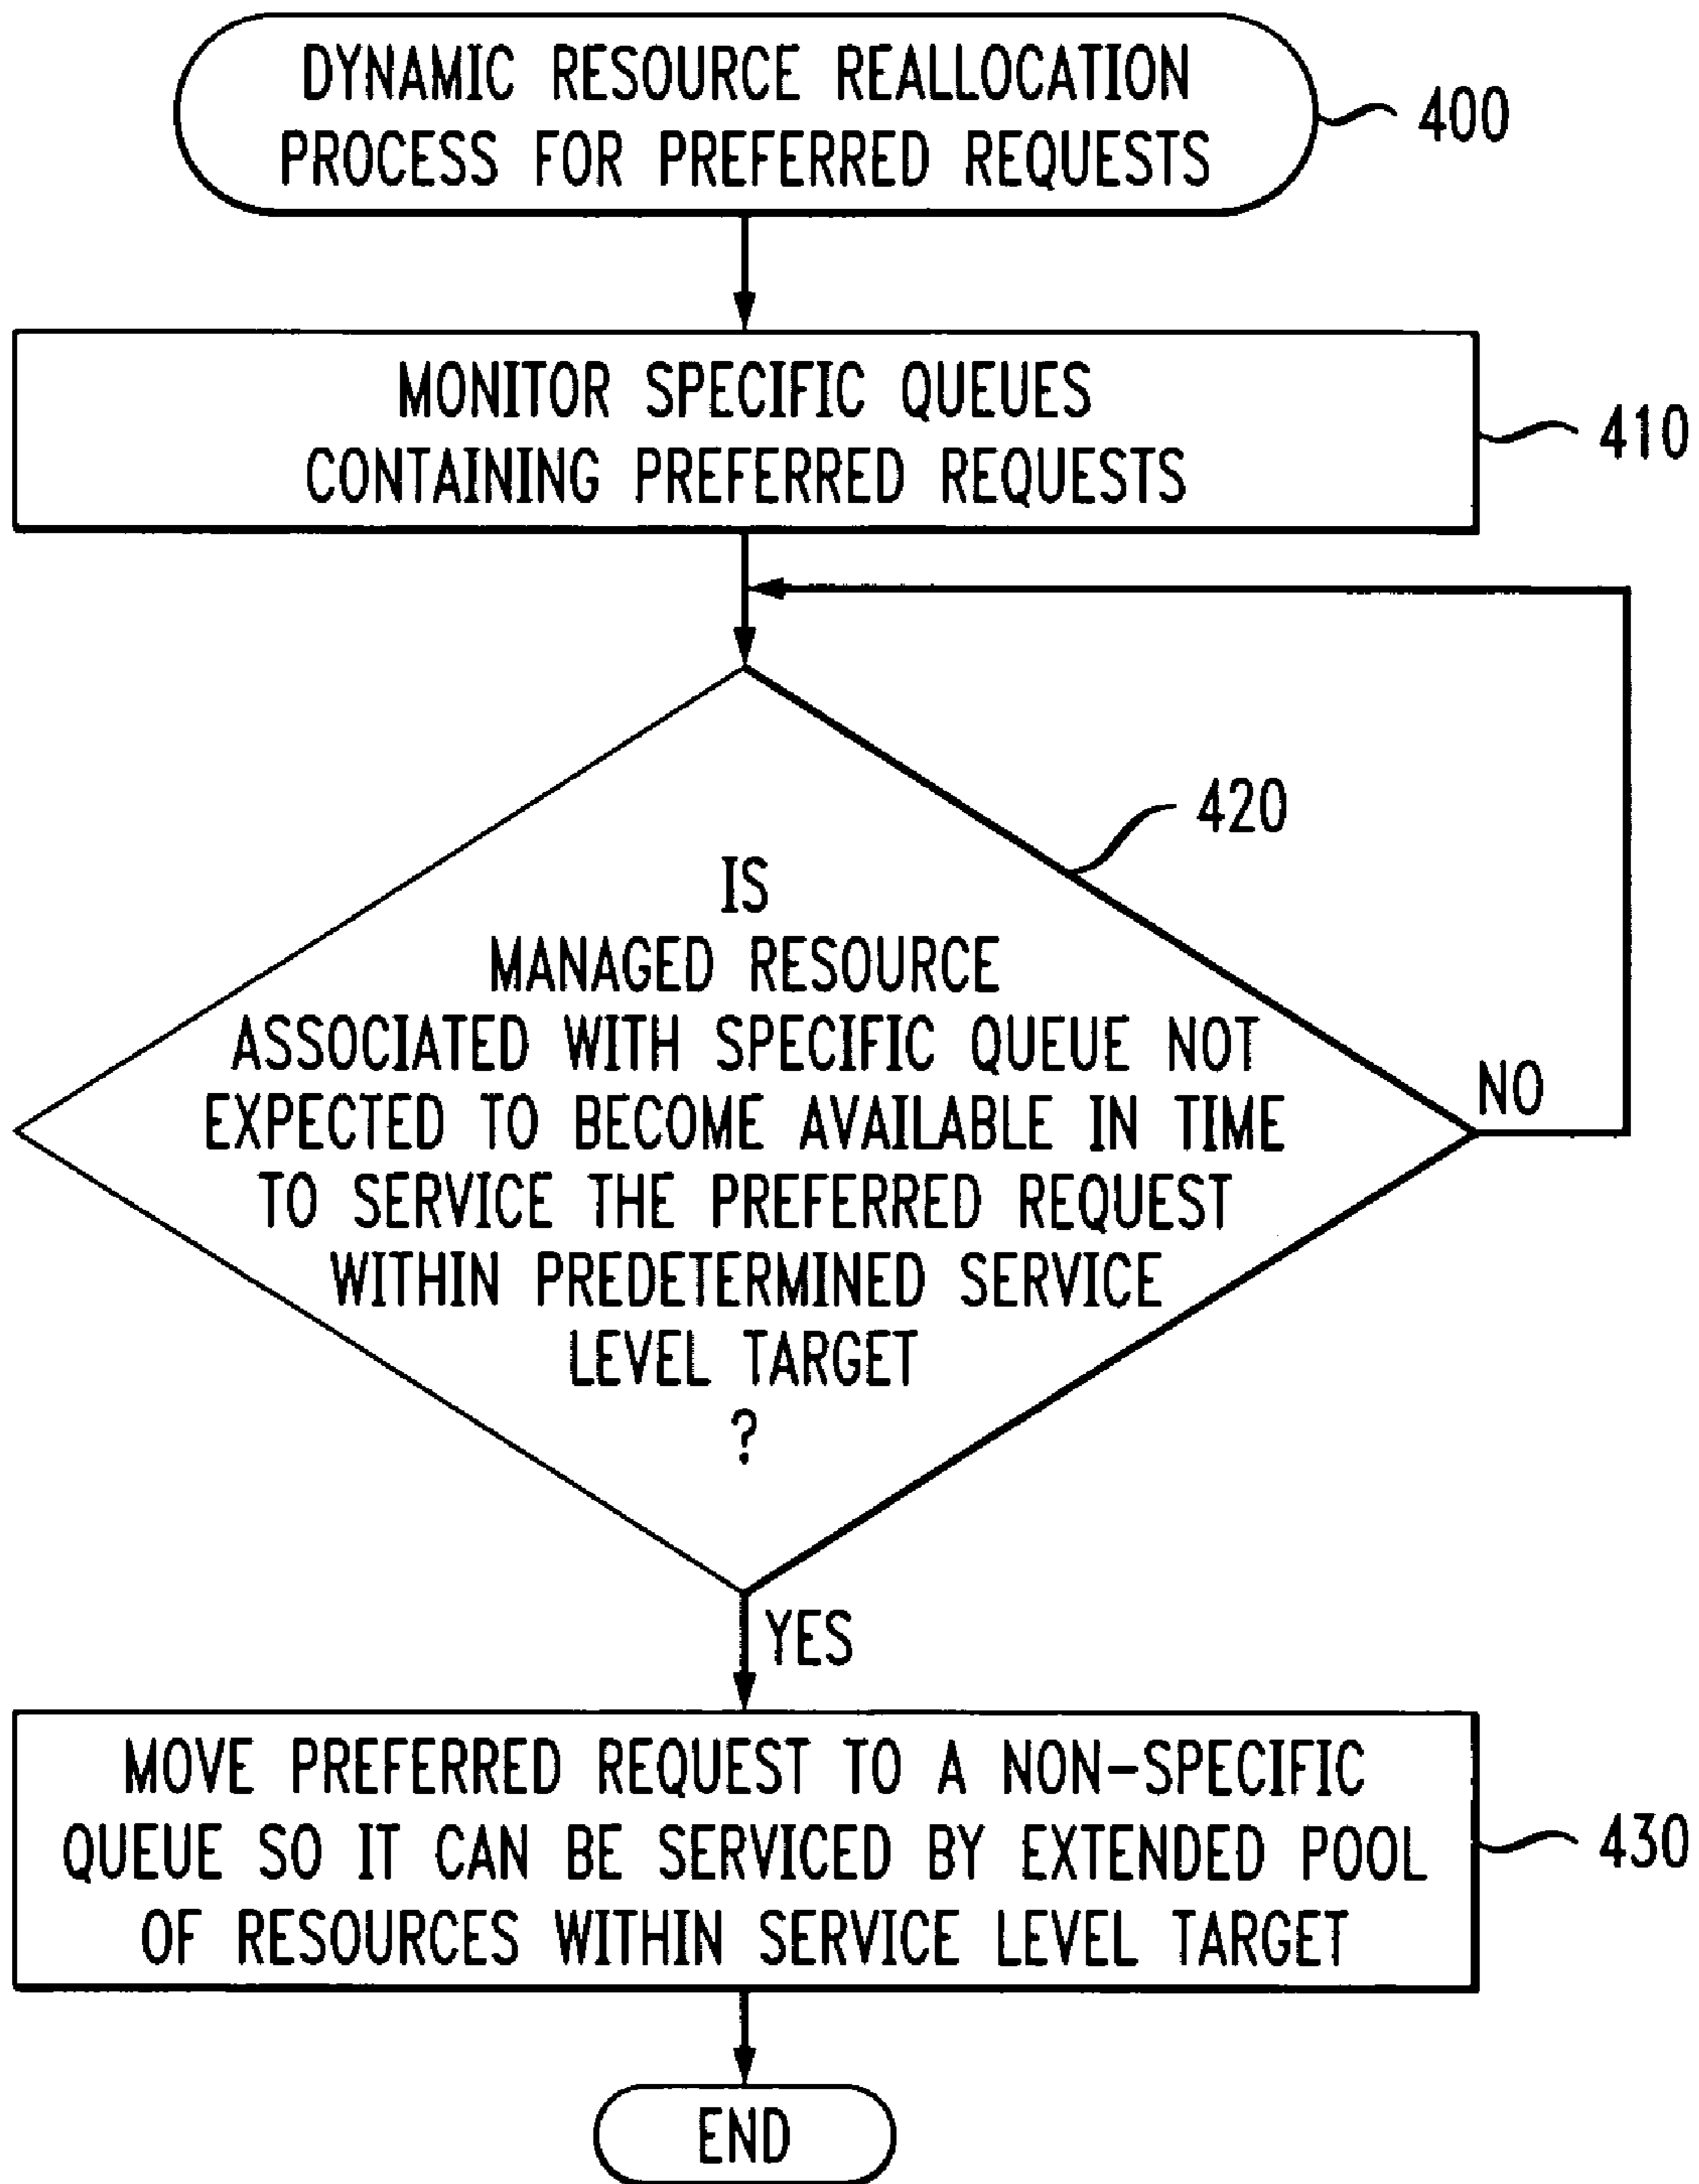 DYNAMIC RESOURCE REALLOCATION
PROCESS FOR PREFERRED REQUESTS
400
MONITOR SPECIFIC QUEUES
CONTAINING PREFERRED REQUESTS
410
420
IS
MANAGED RESOURCE
ASSOCIATED WITH SPECIFIC QUEUE NOT
EXPECTED TO BECOME AVAILABLE IN TIME
TO SERVICE THE PREFERRED REQUEST
WITHIN PREDETERMINED SERVICE
LEVEL TARGET
?
NO
YES
MOVE PREFERRED REQUEST TO A NON-SPECIFIC
QUEUE SO IT CAN BE SERVICED BY EXTENDED POOL
OF RESOURCES WITHIN SERVICE LEVEL TARGET
430
END